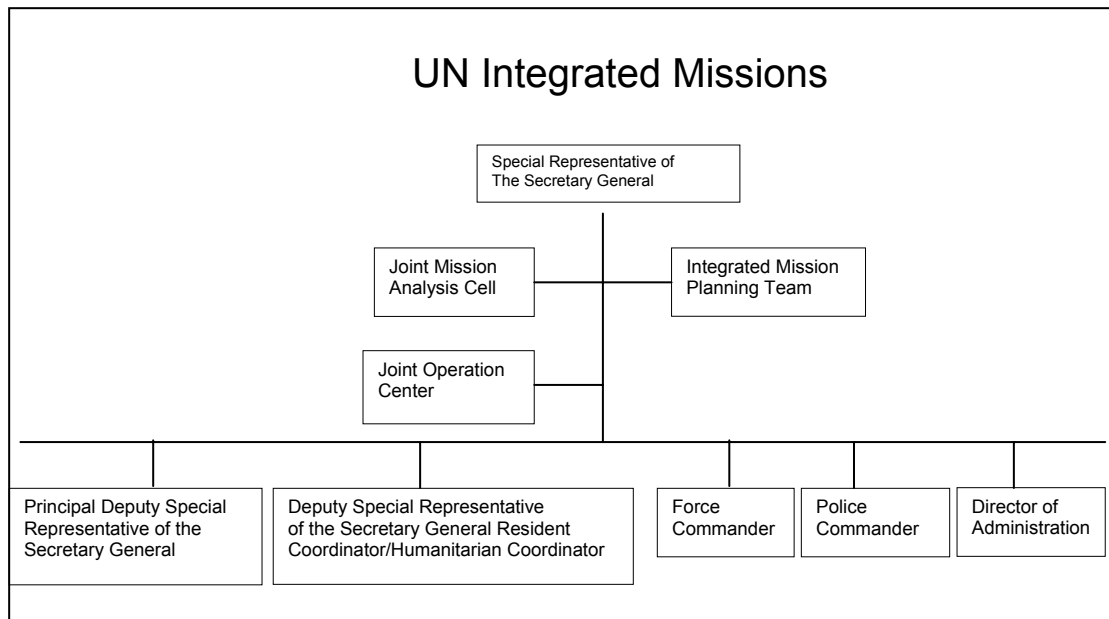 UN Integrated Missions
Special Representative of
The Secretary General
Joint Mission
Analysis Cell
Integrated Mission
Planning Team
Joint Operation
Center
Principal Deputy Special
Representative of the
Secretary General
Deputy Special Representative
of the Secretary General Resident
Coordinator/Humanitarian Coordinator
Force
Commander
Police
Commander
Director of
Administration